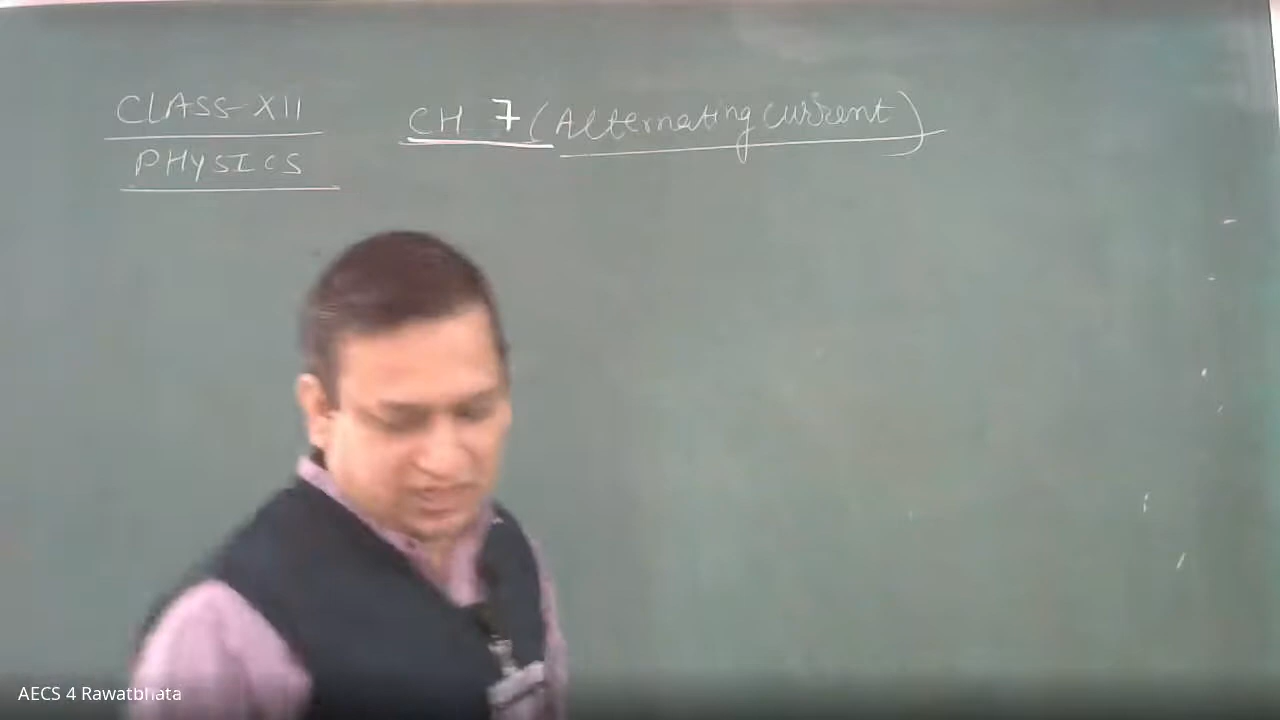 CLASS-XII
PHYSICS
CH 7 (Alternating current)
AECS 4 Rawatbhata